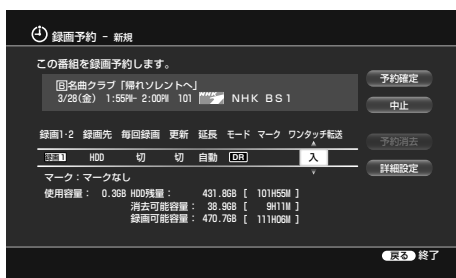 録画予約 - 新規
この番組を録画予約します。
回名曲クラブ「帰れソレントへ」
3/28(金) 1:55PM- 2:00PM 101 NHK NHK BS1
予約確定
中止
予約消去
詳細設定
録画1･2 録画先 毎回録画 更新 延長 モード マーク ワンタッチ転送
録画1 HDD 切 切 自動 DR 入
マーク：マークなし
使用容量： 0.3GB HDD残量： 431.8GB [ 101H55M ]
消去可能容量： 38.9GB [ 9H11M ]
録画可能容量： 470.7GB [ 111H06M ]
戻る 終了